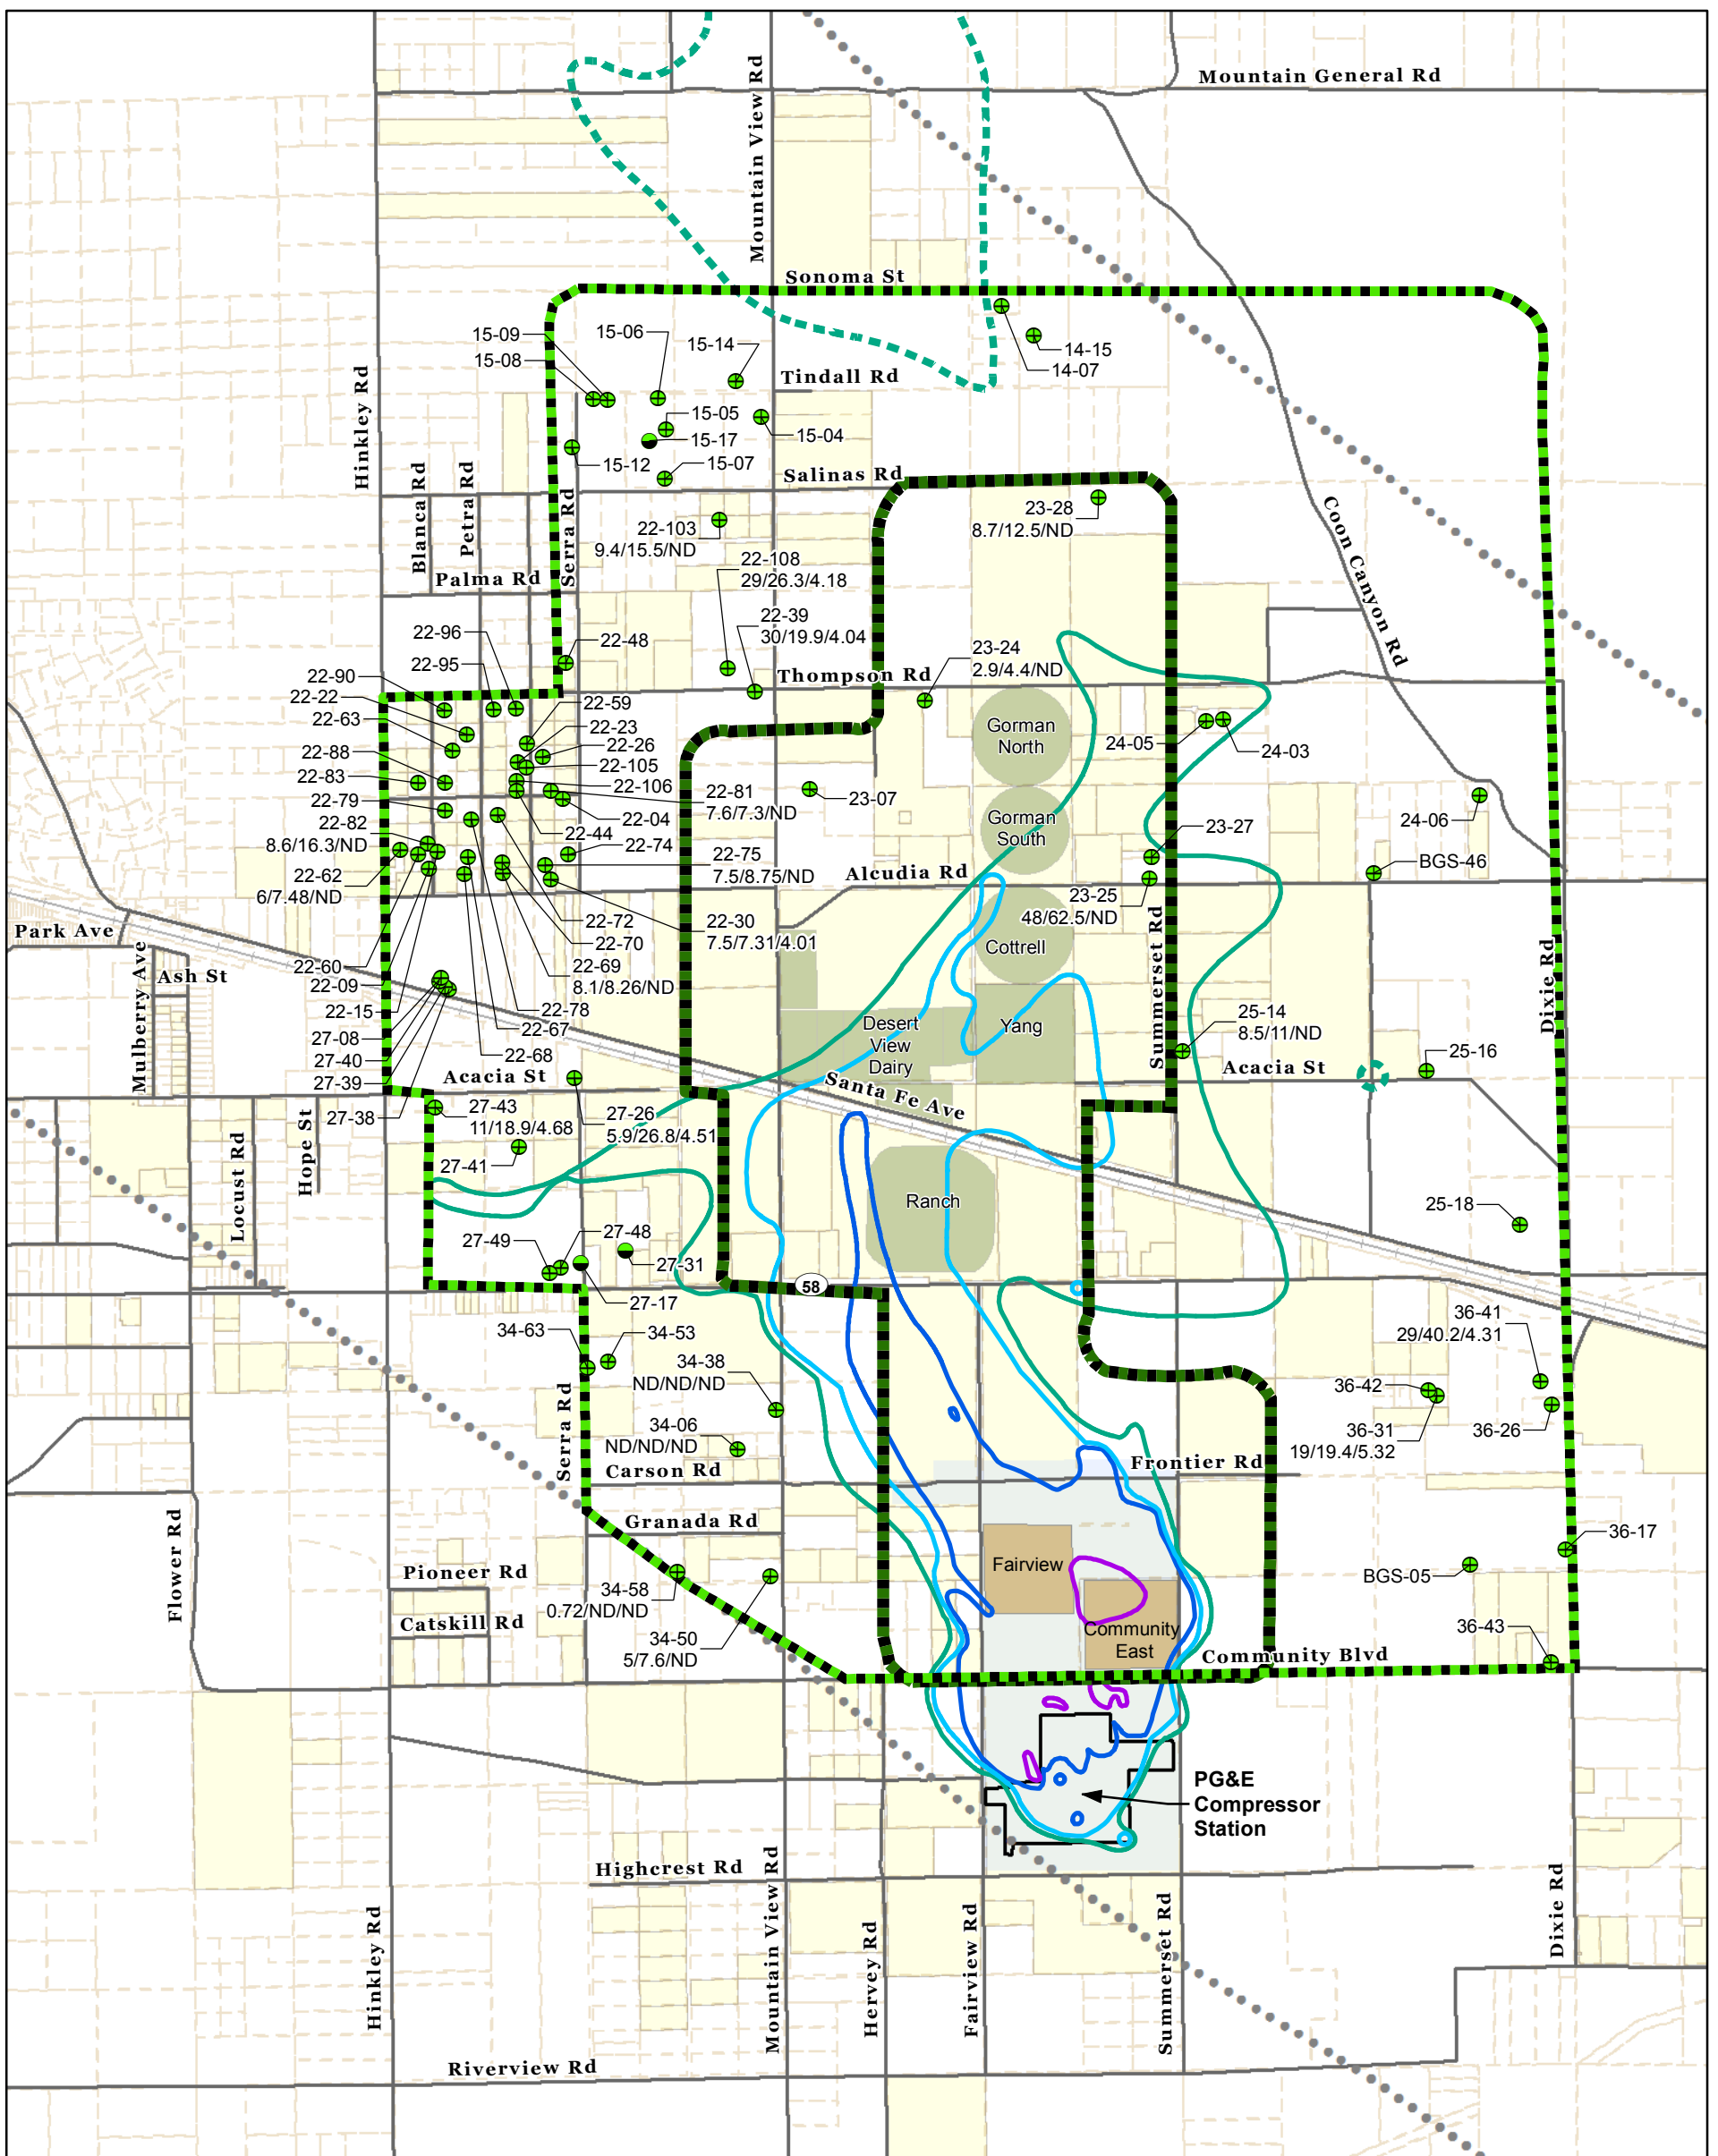 Mountain General Rd
Mountain View Rd
Sonoma St
15-09
15-06
15-14
15-08
14-15
14-07
Tindall Rd
Hinkley Rd
15-05
15-17
15-04
15-12
15-07
Salinas Rd
Blanca Rd
Petra Rd
Serra Rd
22-103
9.4/15.5/ND
23-28
8.7/12.5/ND
Coon Canyon Rd
22-108
29/26.3/4.18
Palma Rd
22-39
30/19.9/4.04
22-96
22-48
22-95
23-24
2.9/4.4/ND
22-90
Thompson Rd
22-22
22-59
22-63
22-23
Gorman
North
22-26
24-05
24-03
22-88
22-105
22-83
22-106
22-81
7.6/7.3/ND
23-07
22-79
22-04
22-82
8.6/16.3/ND
22-44
Gorman
South
24-06
23-27
22-74
22-75
7.5/8.75/ND
BGS-46
22-62
6/7.48/ND
Alcudia Rd
23-25
48/62.5/ND
22-72
22-30
7.5/7.31/4.01
Park Ave
22-70
Cottrell
Summerset Rd
Dixie Rd
22-60
22-69
8.1/8.26/ND
Mulberry Ave
Ash St
22-09
22-15
22-78
22-67
27-08
Desert
View
Dairy
Yang
25-14
8.5/11/ND
22-68
27-40
25-16
27-39
Acacia St
Acacia St
Santa Fe Ave
27-38
27-43
11/18.9/4.68
27-26
5.9/26.8/4.51
Hope St
Locust Rd
27-41
Ranch
25-18
27-49
27-48
27-31
58
27-17
36-41
29/40.2/4.31
34-63
34-53
34-38
ND/ND/ND
36-42
36-31
19/19.4/5.32
36-26
Serra Rd
34-06
ND/ND/ND
Carson Rd
Frontier Rd
Granada Rd
36-17
Flower Rd
Pioneer Rd
Fairview
BGS-05
34-58
0.72/ND/ND
Catskill Rd
34-50
5/7.6/ND
Community
East
36-43
Community Blvd
PG&E
Compressor
Station
Highcrest Rd
Hinkley Rd
Mountain View Rd
Hervey Rd
Fairview Rd
Summerset Rd
Dixie Rd
Riverview Rd